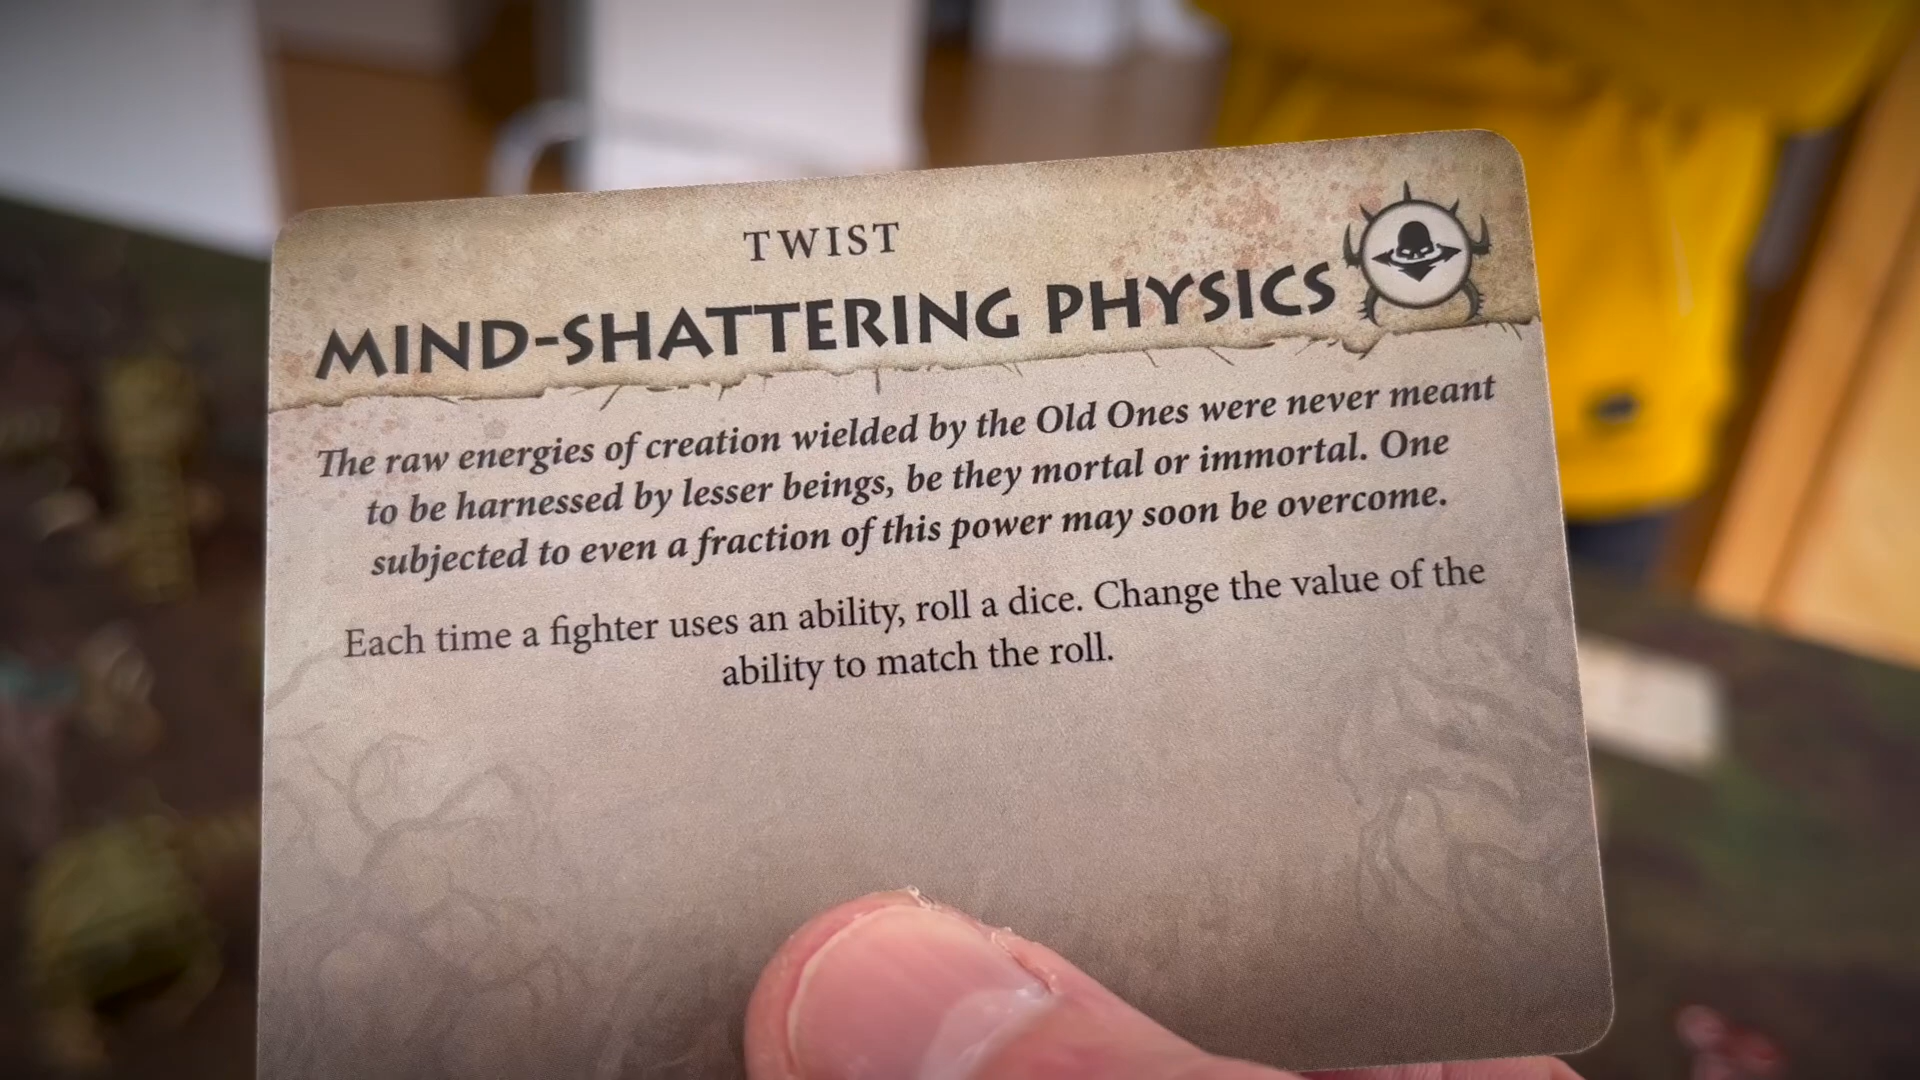 TWIST
MIND-SHATTERING PHYSICS
The raw energies of creation wielded by the Old Ones were never meant
to be harnessed by lesser beings, be they mortal or immortal. One
subjected to even a fraction of this power may soon be overcome.
Each time a fighter uses an ability, roll a dice. Change the value of the
ability to match the roll.